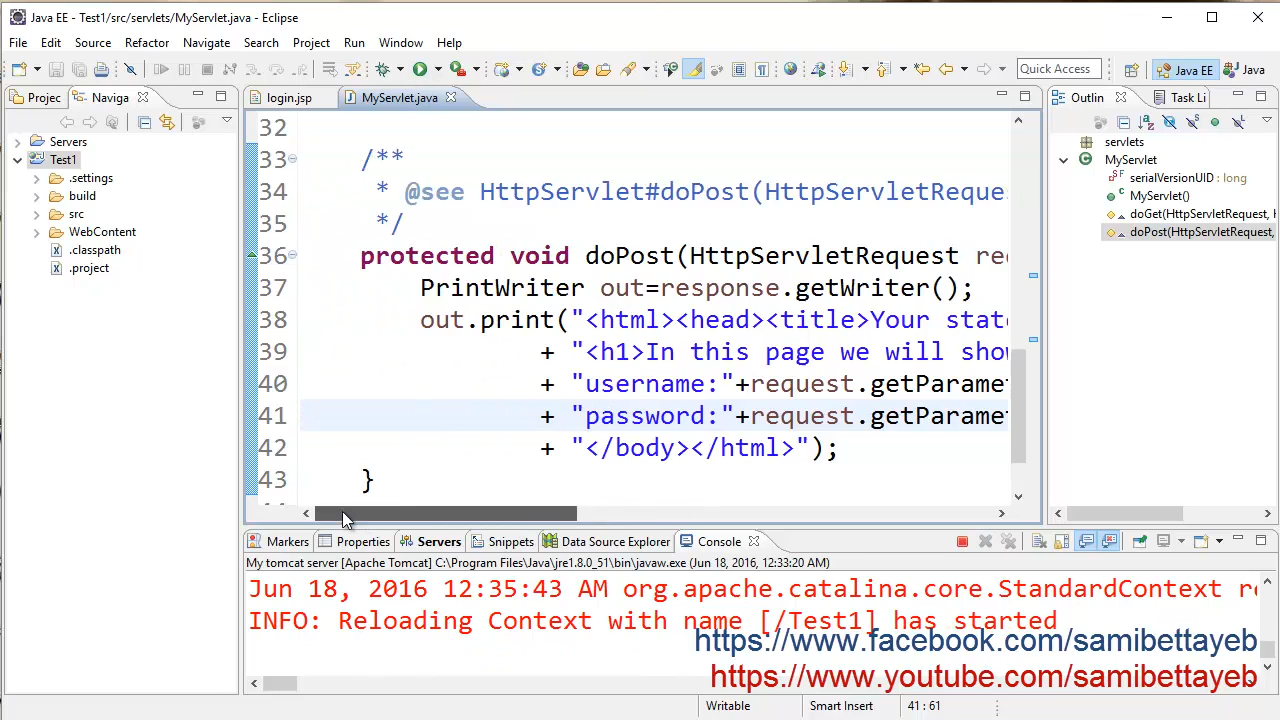 Java EE - Test1/src/servlets/MyServlet.java - Eclipse
File Edit Source Refactor Navigate Search Project Run Window Help
Quick Access
Java EE
Java
Projec
Naviga
login.jsp
MyServlet.java
Outlin
Task Li
Servers
Test1
.settings
build
src
WebContent
.classpath
.project
32
33 /**
34 * @see HttpServlet#doPost(HttpServletReque
35 */
36 protected void doPost(HttpServletRequest re
37 PrintWriter out=response.getWriter();
38 out.print("<html><head><title>Your stat
39 + "<h1>In this page we will sho
40 + "username:"+request.getParamet
41 + "password:"+request.getParamet
42 + "</body></html>");
43 }
servlets
MyServlet
serialVersionUID : long
MyServlet()
doGet(HttpServletRequest,
doPost(HttpServletRequest,
Markers
Properties
Servers
Snippets
Data Source Explorer
Console
My tomcat server [Apache Tomcat] C:\Program Files\Java\jre1.8.0_51\bin\javaw.exe (Jun 18, 2016, 12:33:20 AM)
Jun 18, 2016 12:35:43 AM org.apache.catalina.core.StandardContext re
INFO: Reloading Context with name [/Test1] has started
https://www.facebook.com/samibettayeb
https://www.youtube.com/samibettayeb
Writable
Smart Insert
41 : 61